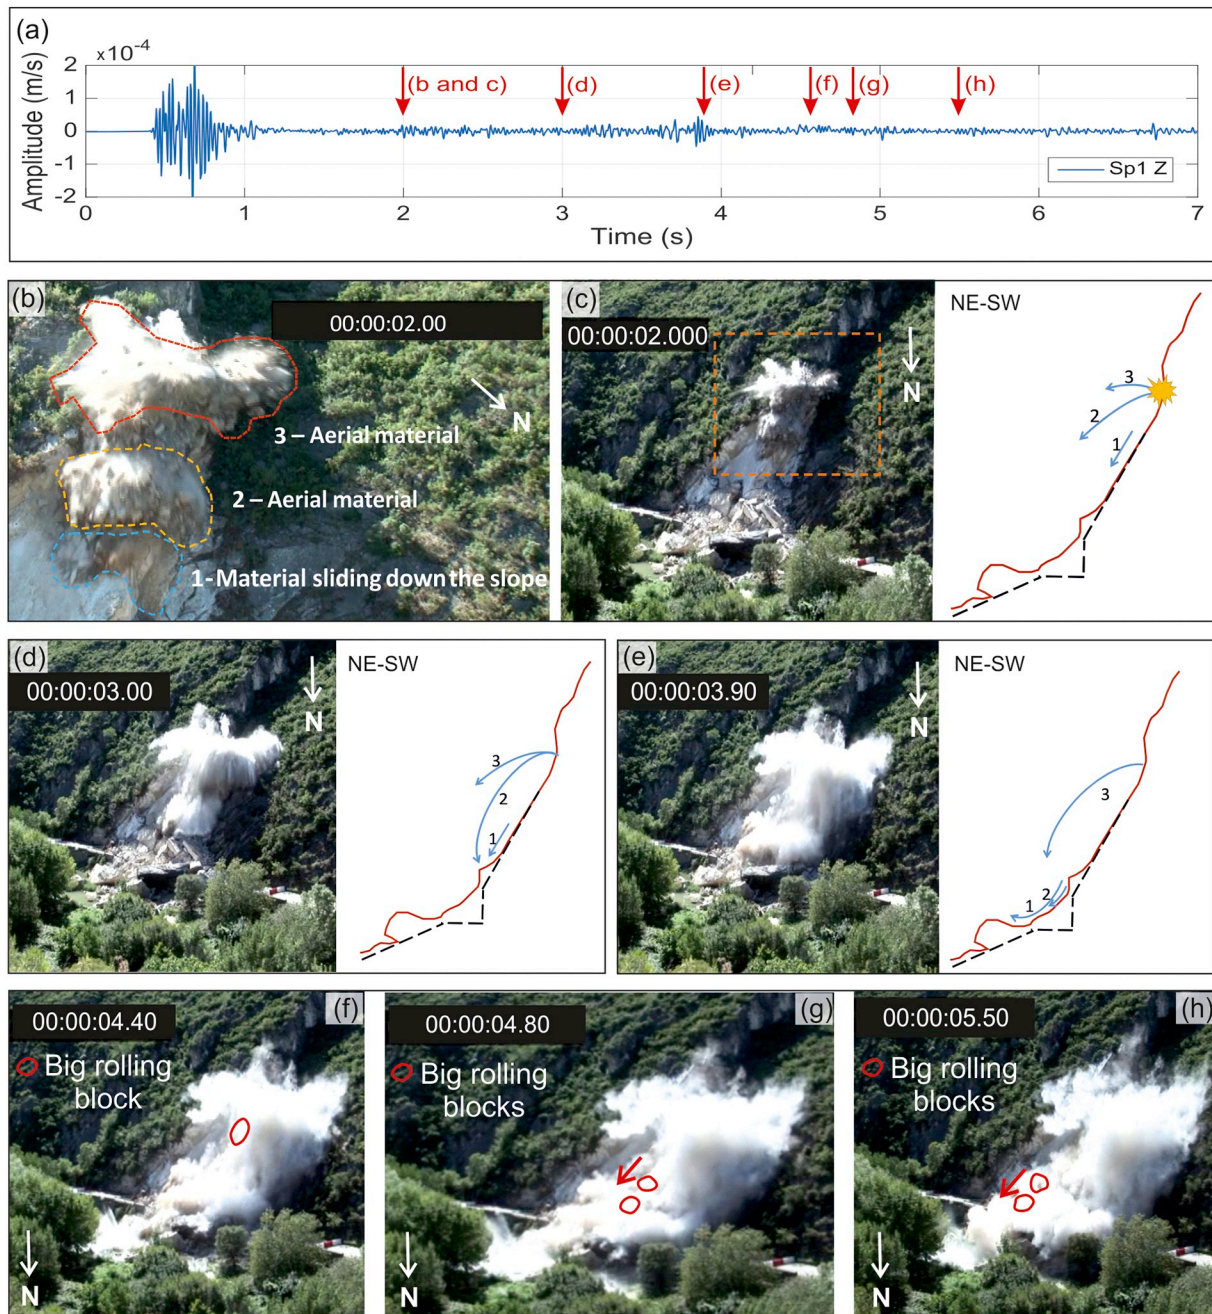 (a)
×10⁻⁴
Amplitude (m/s)
2
1
0
-1
-2
(b and c)
(d)
(e)
(f)
(g)
(h)
Sp1 Z
0
1
2
3
4
5
6
7
Time (s)
(b)
00:00:02.00
N
3 – Aerial material
2 – Aerial material
1- Material sliding down the slope
(c)
00:00:02.000
N
NE-SW
3
2
1
(d)
00:00:03.00
N
NE-SW
3
2
1
(e)
00:00:03.90
N
NE-SW
3
2
1
(f)
00:00:04.40
Big rolling
block
N
(g)
00:00:04.80
Big rolling
blocks
N
(h)
00:00:05.50
Big rolling
blocks
N